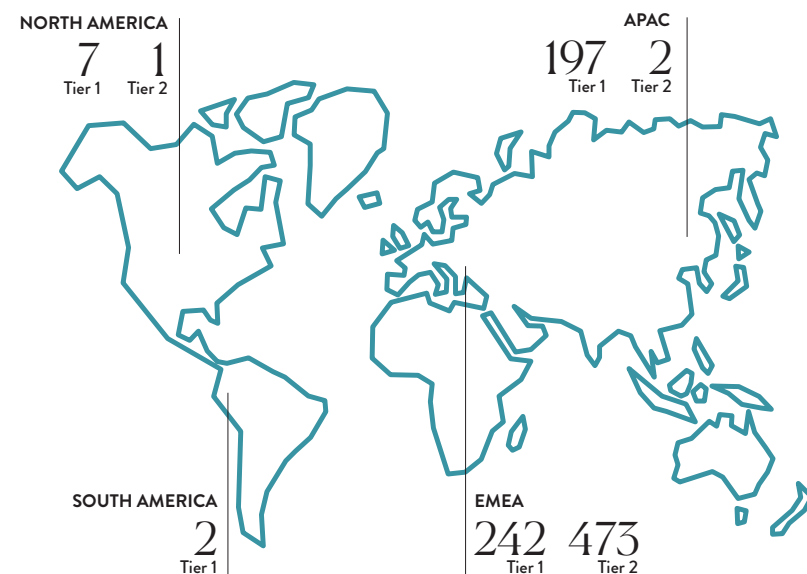 NORTH AMERICA
7 1
Tier 1 Tier 2
APAC
197 2
Tier 1 Tier 2
SOUTH AMERICA
2
Tier 1
EMEA
242 473
Tier 1 Tier 2